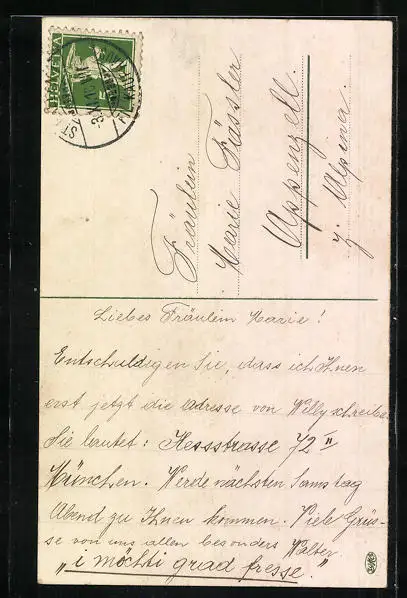 HELVETIA
Fräulein
Marie Fässler
Appenzell.
z. Alpina.
Liebes Fräulein Marie!
Entschuldigen Sie, dass ich Ihnen
erst jetzt die Adresse von Willy schreibe.
Sie lautet: Hessstrasse 72 II
München. Werde nächsten Samstag
Abend zu Ihnen kommen. Viele Grüs-
se von uns allen besonders Walter.
"i möchti grad fresse."